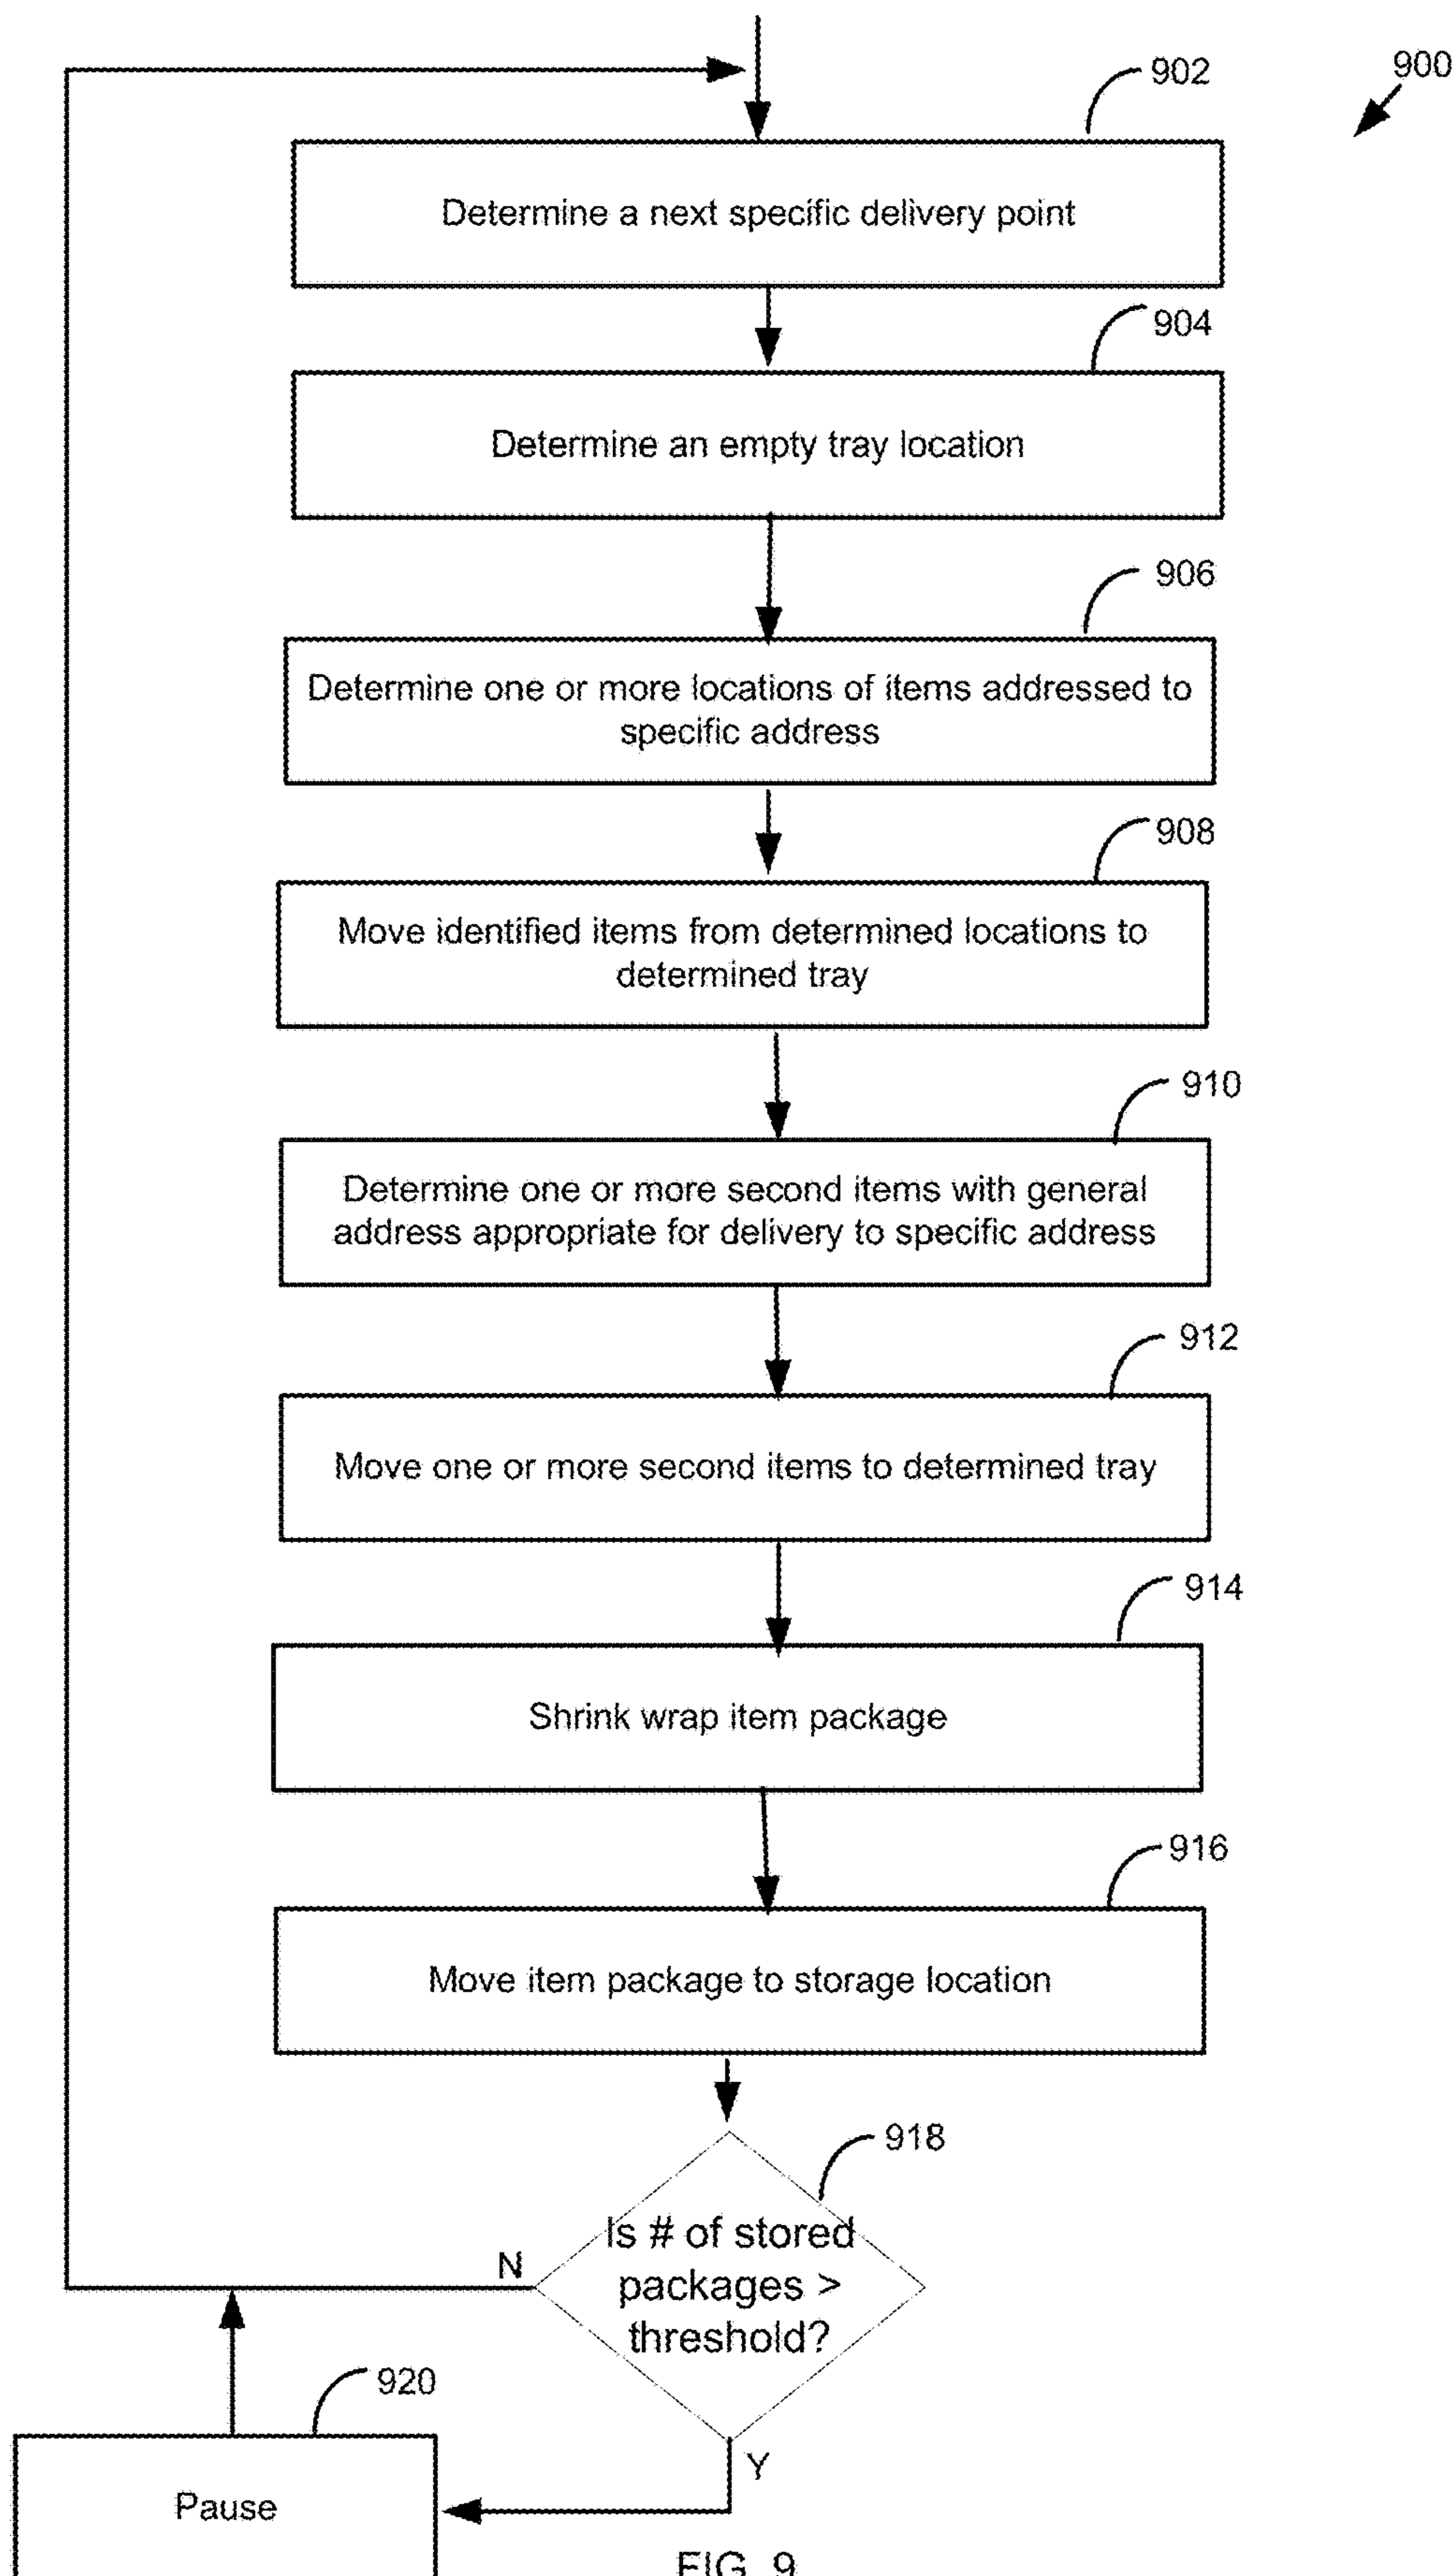 900
902
Determine a next specific delivery point
904
Determine an empty tray location
906
Determine one or more locations of items addressed to
specific address
908
Move identified items from determined locations to
determined tray
910
Determine one or more second items with general
address appropriate for delivery to specific address
912
Move one or more second items to determined tray
914
Shrink wrap item package
916
Move item package to storage location
918
Is # of stored
packages >
threshold?
N
Y
920
Pause
FIG. 9